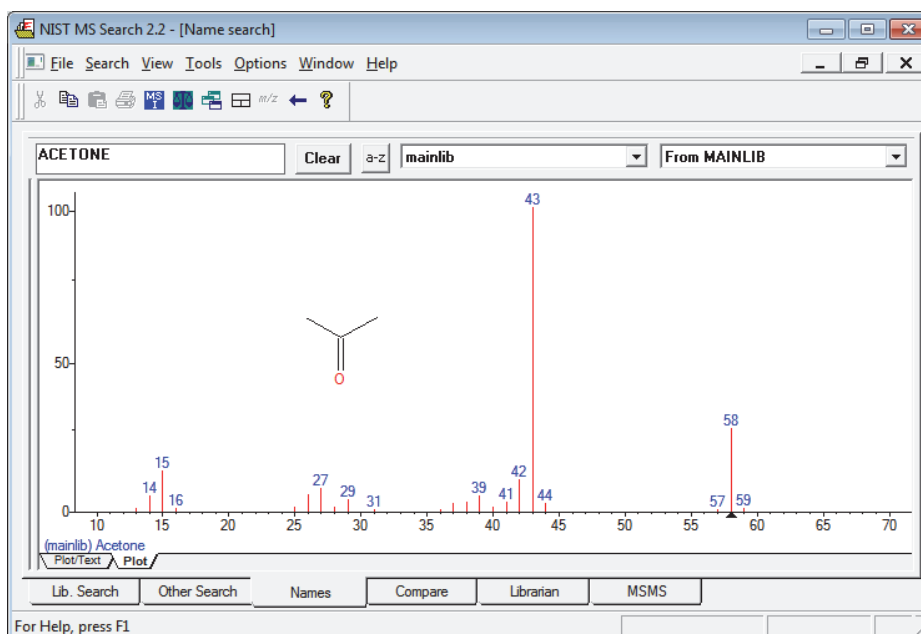 NIST MS Search 2.2 - [Name search]
File Search View Tools Options Window Help
MS I m/z ?
ACETONE Clear a-z mainlib From MAINLIB
100
50
0
43
58
15
14
16
27
29
31
39
41
42
44
57
59
O
10 15 20 25 30 35 40 45 50 55 60 65 70
(mainlib) Acetone
Plot/Text Plot
Lib. Search Other Search Names Compare Librarian MSMS
For Help, press F1